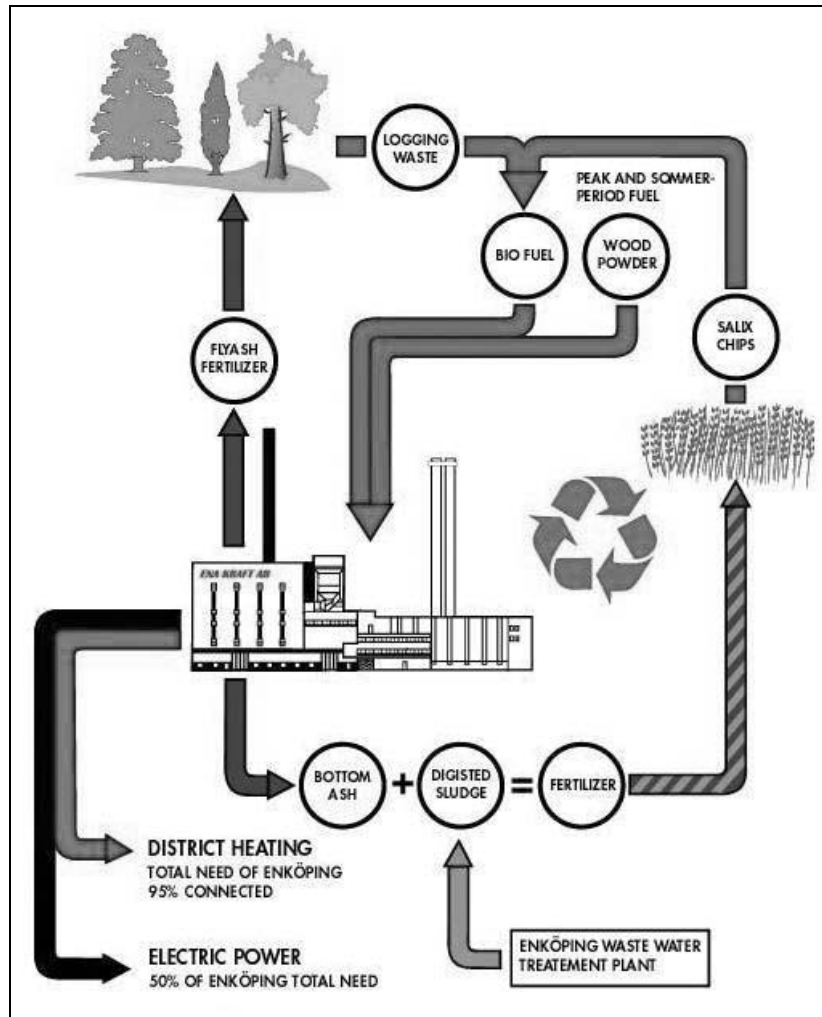 LOGGING
WASTE
PEAK AND SOMMER-
PERIOD FUEL
BIO FUEL
WOOD
POWDER
SALIX
CHIPS
FLYASH
FERTILIZER
ENA KRAFT AB
BOTTOM
ASH
+
DIGISTED
SLUDGE
=
FERTILIZER
DISTRICT HEATING
TOTAL NEED OF ENKÖPING
95% CONNECTED
ELECTRIC POWER
50% OF ENKÖPING TOTAL NEED
ENKÖPING WASTE WATER
TREATEMENT PLANT